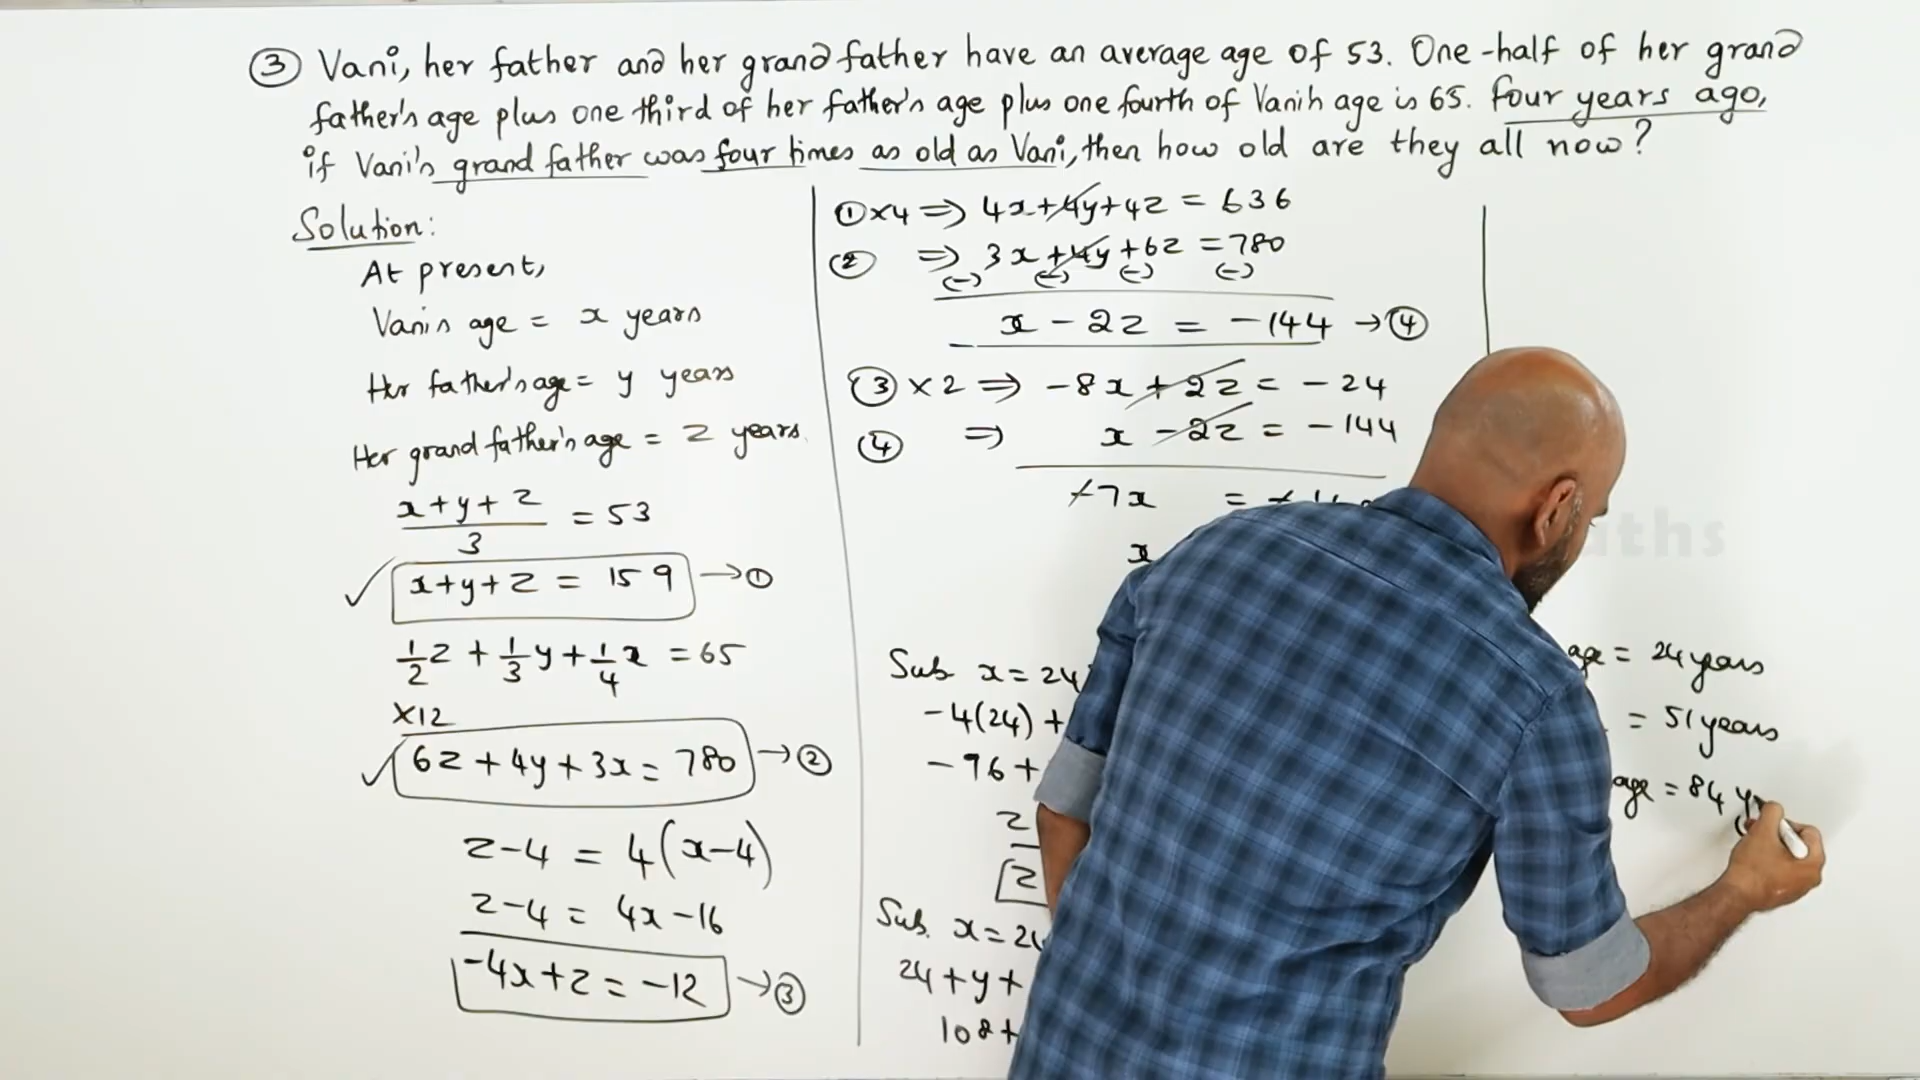 ③ Vani, her father and her grand father have an average age of 53. One-half of her grand
father's age plus one third of her father's age plus one fourth of Vani's age is 65. Four years ago,
if Vani's grand father was four times as old as Vani, then how old are they all now?
Solution:
At present,
Vani's age = x years
Her father's age = y years
Her grand father's age = z years.
x+y+z / 3 = 53
✓ x+y+z = 159 → ①
1/2 z + 1/3 y + 1/4 x = 65
×12
✓ 6z + 4y + 3x = 780 → ②
z-4 = 4(x-4)
z-4 = 4x-16
-4x+z = -12 → ③
①×4 ⇒ 4x+4y+4z = 636
② ⇒ 3x+4y+6z = 780
(-) (-) (-) (-)
x - 2z = -144 → ④
③ × 2 ⇒ -8x + 2z = -24
④ ⇒ x - 2z = -144
-7x =
x
Sub x = 24
-4(24) +
-96 +
z
z
Sub. x = 24
24 + y +
108 +
age = 24 years
= 51 years
age = 84
aths